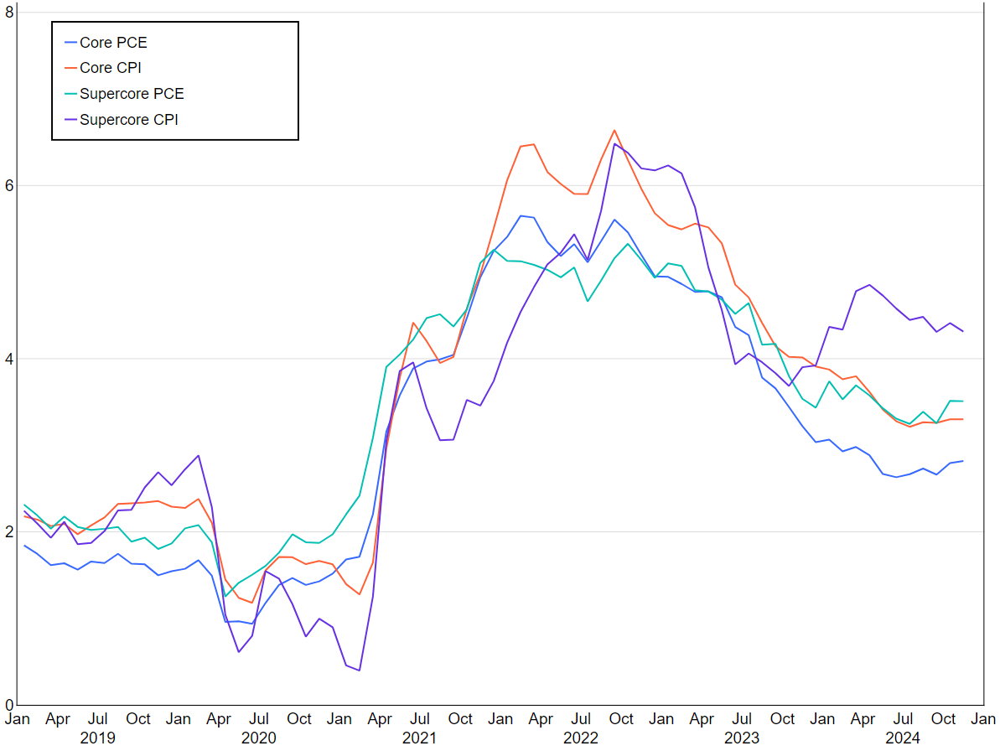 8
Core PCE
Core CPI
Supercore PCE
Supercore CPI
6
4
2
0
Jan Apr Jul Oct Jan Apr Jul Oct Jan Apr Jul Oct Jan Apr Jul Oct Jan Apr Jul Oct Jan Apr Jul Oct Jan
2019 2020 2021 2022 2023 2024